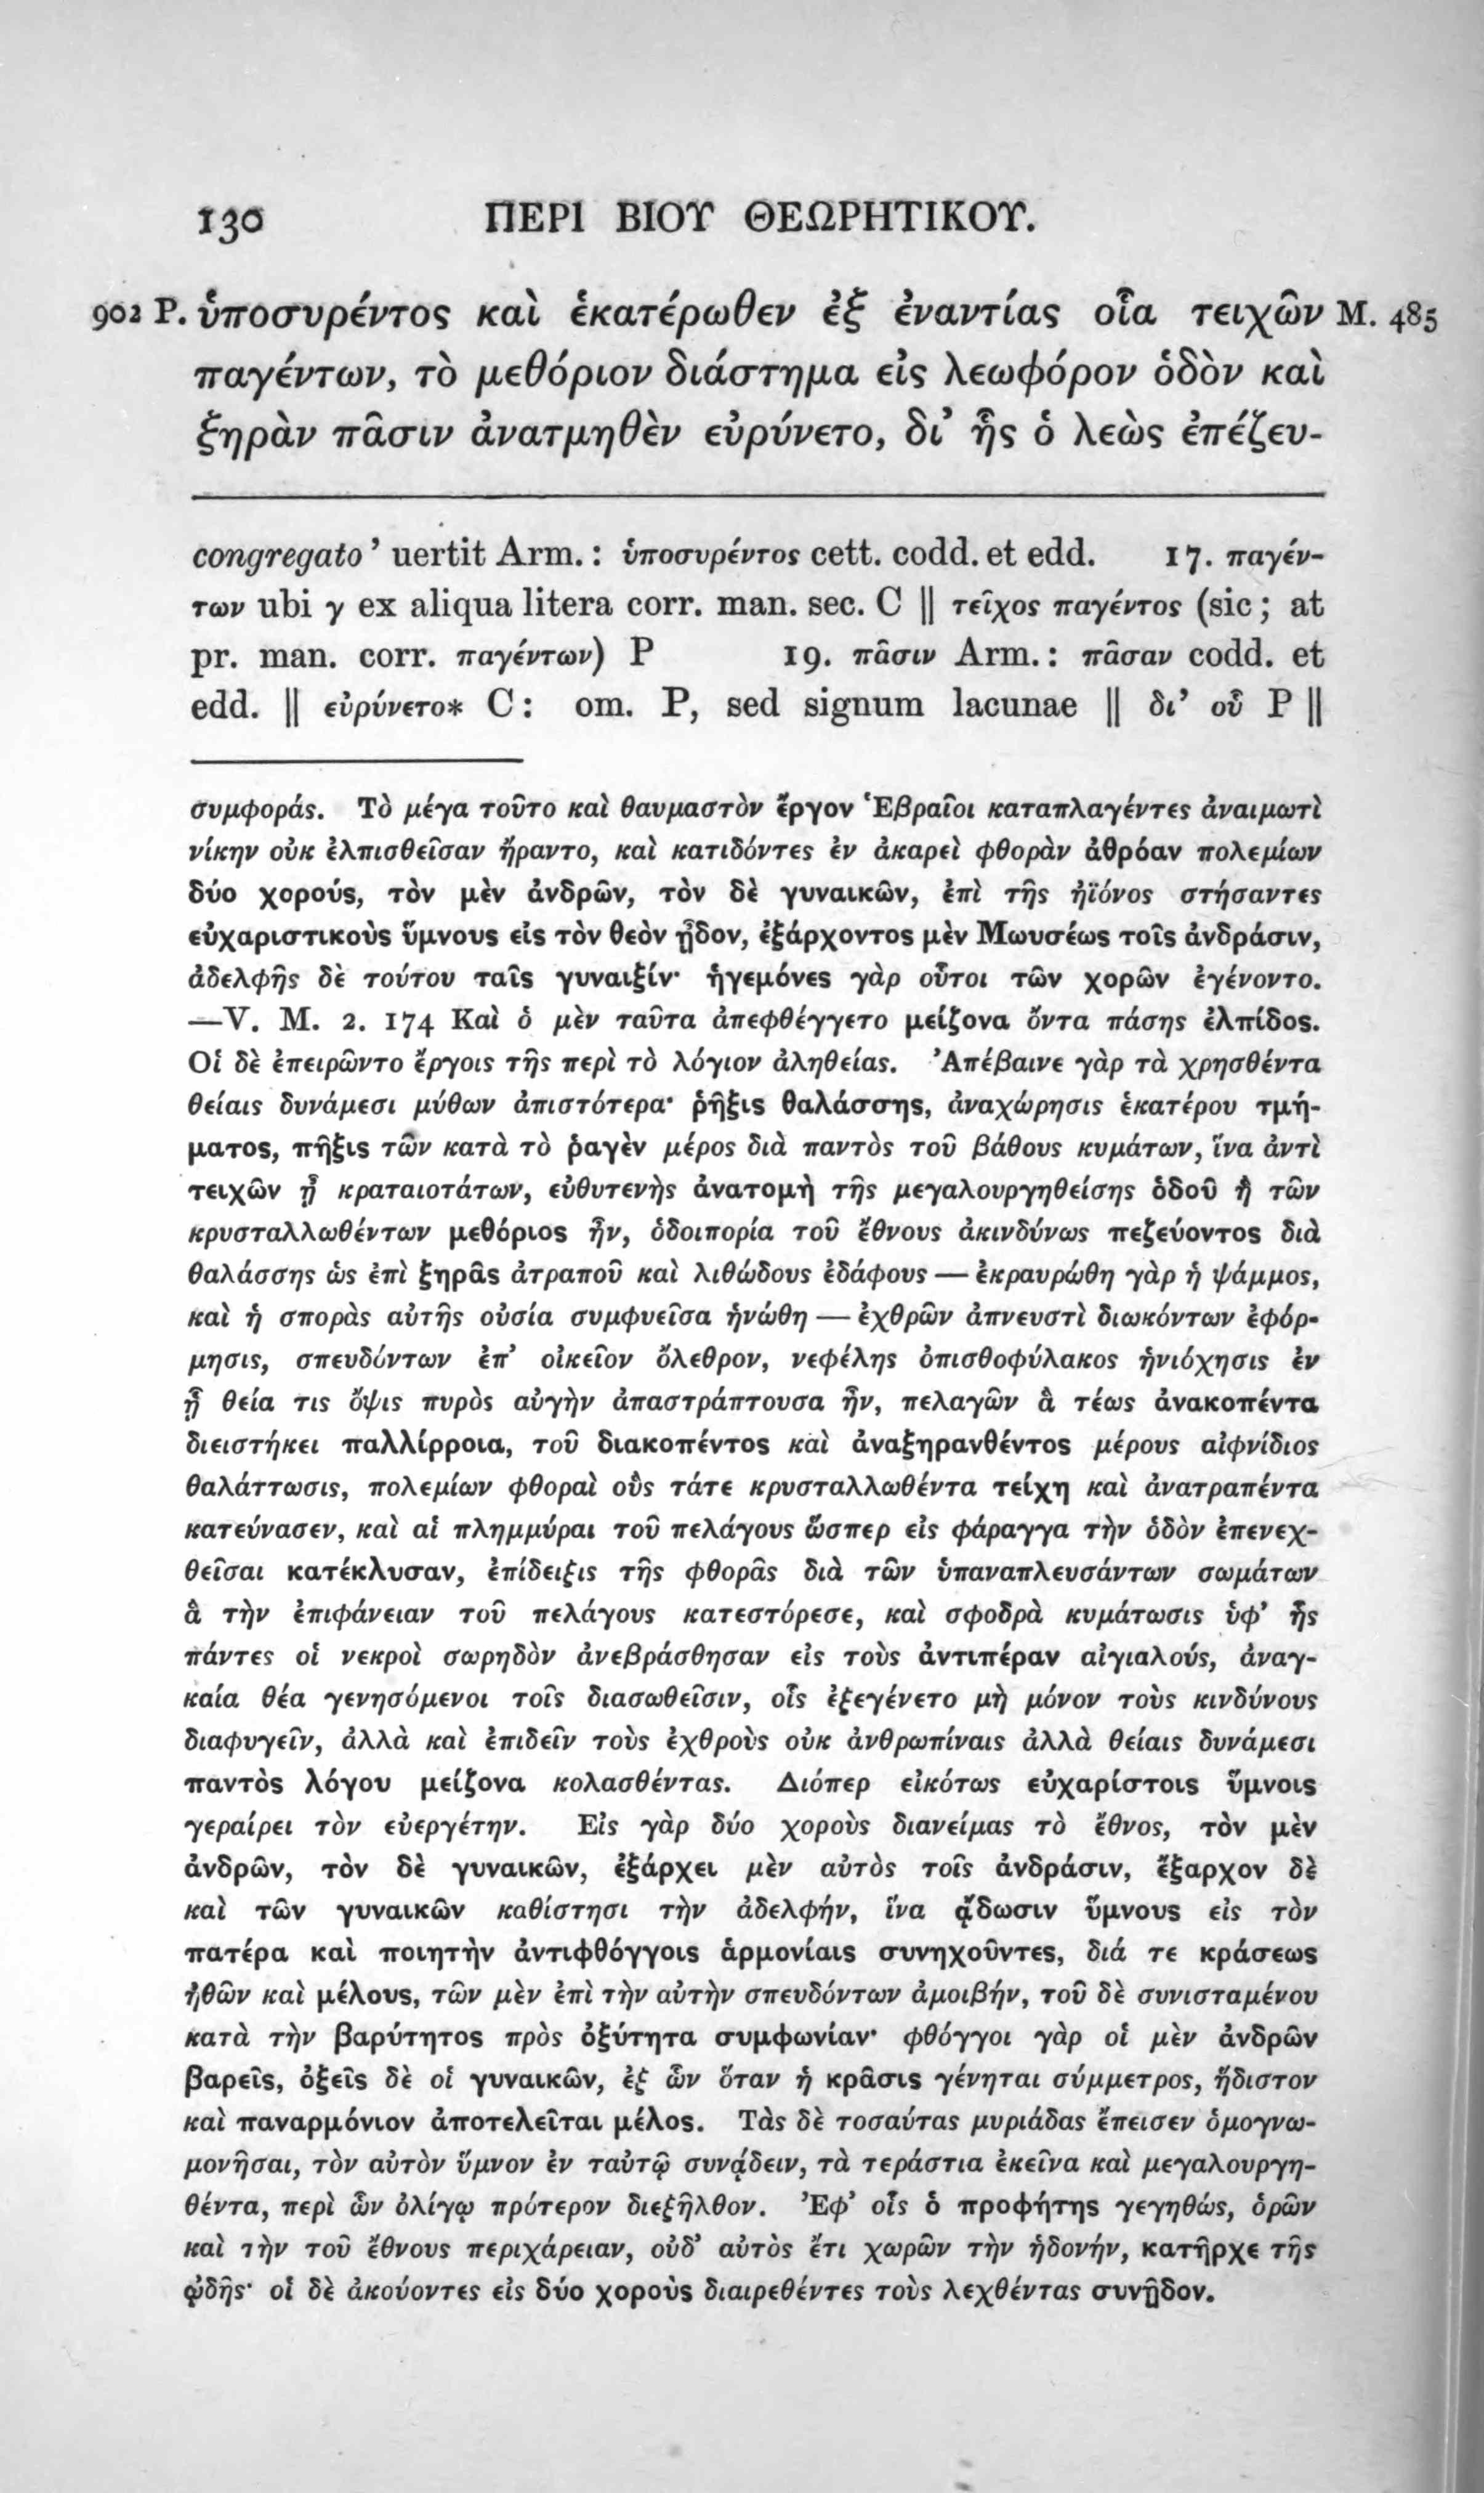 130 ΠΕΡΙ ΒΙΟΥ ΘΕΩΡΗΤΙΚΟΥ.
902 P. ὑποσυρέντος καὶ ἑκατέρωθεν ἐξ ἐναντίας οἷα τειχῶν M. 485
παγέντων, τὸ μεθόριον διάστημα εἰς λεωφόρον ὁδὸν καὶ
ξηρὰν πᾶσιν ἀνατμηθὲν εὐρύνετο, δι’ ἧς ὁ λεὼς ἐπέζευ-
congregato’ uertit Arm. : ὑποσυρέντος cett. codd. et edd. 17. παγέν-
των ubi γ ex aliqua litera corr. man. sec. C || τεῖχος παγέντος (sic ; at
pr. man. corr. παγέντων) P 19. πᾶσιν Arm. : πᾶσαν codd. et
edd. || εὐρύνετο* C : om. P, sed signum lacunae || δι’ οὗ P ||
συμφοράς. Τὸ μέγα τοῦτο καὶ θαυμαστὸν ἔργον Ἑβραῖοι καταπλαγέντες ἀναιμωτὶ
νίκην οὐκ ἐλπισθεῖσαν ἤραντο, καὶ κατιδόντες ἐν ἀκαρεῖ φθορὰν ἀθρόαν πολεμίων
δύο χορούς, τὸν μὲν ἀνδρῶν, τὸν δὲ γυναικῶν, ἐπὶ τῆς ἠϊόνος στήσαντες
εὐχαριστικοὺς ὕμνους εἰς τὸν θεὸν ᾖδον, ἐξάρχοντος μὲν Μωυσέως τοῖς ἀνδράσιν,
ἀδελφῆς δὲ τούτου ταῖς γυναιξίν· ἡγεμόνες γὰρ οὗτοι τῶν χορῶν ἐγένοντο.
—V. M. 2. 174 Καὶ ὁ μὲν ταῦτα ἀπεφθέγγετο μείζονα ὄντα πάσης ἐλπίδος.
Οἱ δὲ ἐπειρῶντο ἔργοις τῆς περὶ τὸ λόγιον ἀληθείας. Ἀπέβαινε γὰρ τὰ χρησθέντα
θείαις δυνάμεσι μύθων ἀπιστότερα· ῥῆξις θαλάσσης, ἀναχώρησις ἑκατέρου τμή-
ματος, πῆξις τῶν κατὰ τὸ ῥαγὲν μέρος διὰ παντὸς τοῦ βάθους κυμάτων, ἵνα ἀντὶ
τειχῶν ᾖ κραταιοτάτων, εὐθυτενὴς ἀνατομὴ τῆς μεγαλουργηθείσης ὁδοῦ ἣ τῶν
κρυσταλλωθέντων μεθόριος ἦν, ὁδοιπορία τοῦ ἔθνους ἀκινδύνως πεζεύοντος διὰ
θαλάσσης ὡς ἐπὶ ξηρᾶς ἀτραποῦ καὶ λιθώδους ἐδάφους — ἐκραυρώθη γὰρ ἡ ψάμμος,
καὶ ἡ σπορὰς αὐτῆς οὐσία συμφυεῖσα ἡνώθη — ἐχθρῶν ἀπνευστὶ διωκόντων ἐφόρ-
μησις, σπευδόντων ἐπ’ οἰκεῖον ὄλεθρον, νεφέλης ὀπισθοφύλακος ἡνιόχησις ἐν
ᾗ θεία τις ὄψις πυρὸς αὐγὴν ἀπαστράπτουσα ἦν, πελαγῶν ἃ τέως ἀνακοπέντα
διειστήκει παλλίρροια, τοῦ διακοπέντος καὶ ἀναξηρανθέντος μέρους αἰφνίδιος
θαλάττωσις, πολεμίων φθοραὶ οὓς τάτε κρυσταλλωθέντα τείχη καὶ ἀνατραπέντα
κατεύνασεν, καὶ αἱ πλημμύραι τοῦ πελάγους ὥσπερ εἰς φάραγγα τὴν ὁδὸν ἐπενεχ-
θεῖσαι κατέκλυσαν, ἐπίδειξις τῆς φθορᾶς διὰ τῶν ὑπαναπλευσάντων σωμάτων
ἃ τὴν ἐπιφάνειαν τοῦ πελάγους κατεστόρεσε, καὶ σφοδρὰ κυμάτωσις ὑφ’ ἧς
πάντες οἱ νεκροὶ σωρηδὸν ἀνεβράσθησαν εἰς τοὺς ἀντιπέραν αἰγιαλούς, ἀναγ-
καία θέα γενησόμενοι τοῖς διασωθεῖσιν, οἷς ἐξεγένετο μὴ μόνον τοὺς κινδύνους
διαφυγεῖν, ἀλλὰ καὶ ἐπιδεῖν τοὺς ἐχθροὺς οὐκ ἀνθρωπίναις ἀλλὰ θείαις δυνάμεσι
παντὸς λόγου μείζονα κολασθέντας. Διόπερ εἰκότως εὐχαρίστοις ὕμνοις
γεραίρει τὸν εὐεργέτην. Εἰς γὰρ δύο χοροὺς διανείμας τὸ ἔθνος, τὸν μὲν
ἀνδρῶν, τὸν δὲ γυναικῶν, ἐξάρχει μὲν αὐτὸς τοῖς ἀνδράσιν, ἔξαρχον δὲ
καὶ τῶν γυναικῶν καθίστησι τὴν ἀδελφήν, ἵνα ᾄδωσιν ὕμνους εἰς τὸν
πατέρα καὶ ποιητὴν ἀντιφθόγγοις ἁρμονίαις συνηχοῦντες, διά τε κράσεως
ἠθῶν καὶ μέλους, τῶν μὲν ἐπὶ τὴν αὐτὴν σπευδόντων ἀμοιβήν, τοῦ δὲ συνισταμένου
κατὰ τὴν βαρύτητος πρὸς ὀξύτητα συμφωνίαν· φθόγγοι γὰρ οἱ μὲν ἀνδρῶν
βαρεῖς, ὀξεῖς δὲ οἱ γυναικῶν, ἐξ ὧν ὅταν ἡ κρᾶσις γένηται σύμμετρος, ἥδιστον
καὶ παναρμόνιον ἀποτελεῖται μέλος. Τὰς δὲ τοσαύτας μυριάδας ἔπεισεν ὁμογνω-
μονῆσαι, τὸν αὐτὸν ὕμνον ἐν ταὐτῷ συνᾴδειν, τὰ τεράστια ἐκεῖνα καὶ μεγαλουργη-
θέντα, περὶ ὧν ὀλίγῳ πρότερον διεξῆλθον. Ἐφ’ οἷς ὁ προφήτης γεγηθώς, ὁρῶν
καὶ τὴν τοῦ ἔθνους περιχάρειαν, οὐδ’ αὐτὸς ἔτι χωρῶν τὴν ἡδονήν, κατῆρχε τῆς
ᾠδῆς· οἱ δὲ ἀκούοντες εἰς δύο χοροὺς διαιρεθέντες τοὺς λεχθέντας συνῇδον.